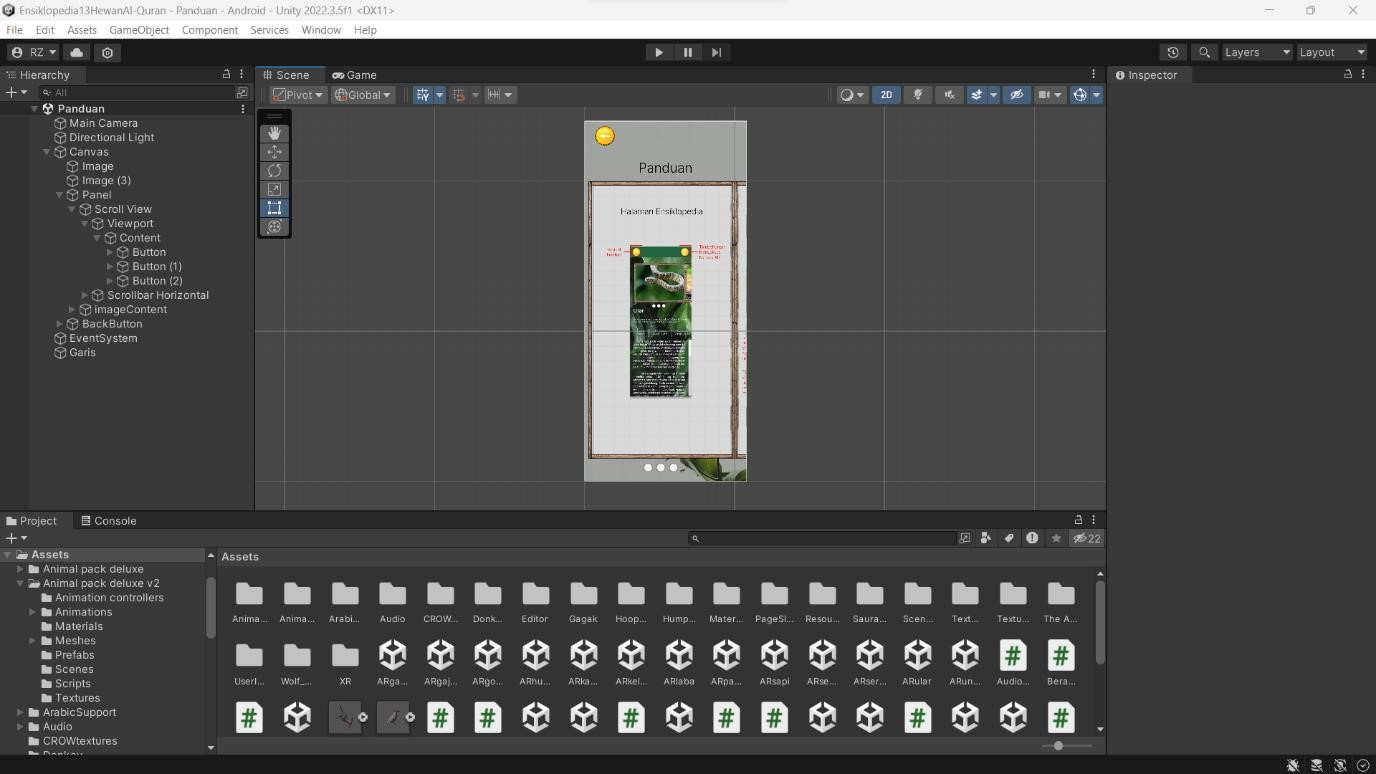 Ensiklopedia13HewanAl-Quran - Panduan - Android - Unity 2022.3.5f1 <DX11>
File Edit Assets GameObject Component Services Window Help
RZ
Layers
Layout
Hierarchy
Scene
Game
Inspector
All
Pivot
Global
2D
Panduan
Main Camera
Directional Light
Canvas
Image
Image (3)
Panel
Scroll View
Viewport
Content
Button
Button (1)
Button (2)
Scrollbar Horizontal
imageContent
BackButton
EventSystem
Garis
Panduan
Halaman Ensiklopedia
Ular
Project
Console
22
Assets
Animal pack deluxe
Animal pack deluxe v2
Animation controllers
Animations
Materials
Meshes
Prefabs
Scenes
Scripts
Textures
ArabicSupport
Audio
CROWtextures
Donkey
Assets
Anima... Anima... Arabi... Audio CROW... Donk... Editor Gagak Hoop... Hump... Mater... PageSl... Resou... Saura... Scen... Text... Textu... The A...
UserI... Wolf_... XR ARga... ARgaj... ARgo... ARhu... ARka... ARkel... ARlaba ARpa... ARsapi ARse... ARser... ARular ARun... Audio... Bera...